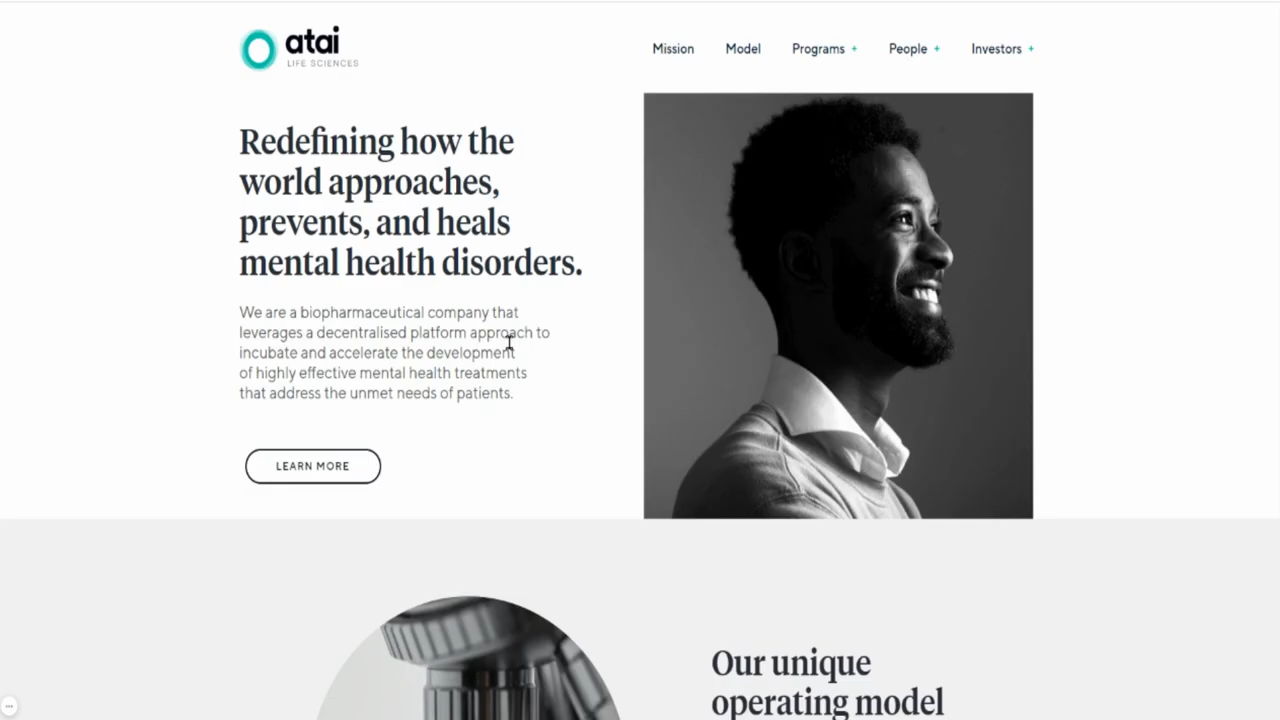 atai
LIFE SCIENCES
Mission
Model
Programs +
People +
Investors +
Redefining how the
world approaches,
prevents, and heals
mental health disorders.
We are a biopharmaceutical company that
leverages a decentralised platform approach to
incubate and accelerate the development
of highly effective mental health treatments
that address the unmet needs of patients.
LEARN MORE
Our unique
operating model